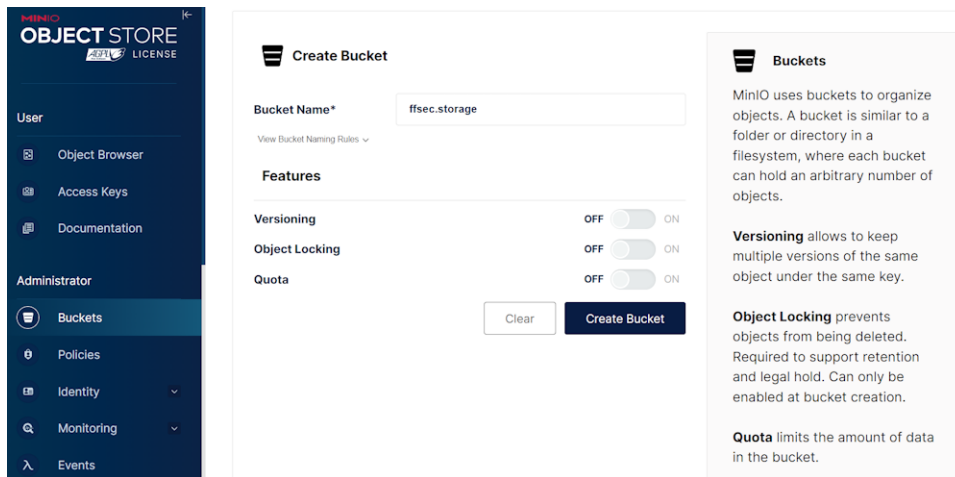 MINIO
OBJECT STORE
AGPLv3 LICENSE
User
Object Browser
Access Keys
Documentation
Administrator
Buckets
Policies
Identity
Monitoring
Events
Create Bucket
Bucket Name*
ffsec.storage
View Bucket Naming Rules
Features
Versioning
OFF ON
Object Locking
OFF ON
Quota
OFF ON
Clear
Create Bucket
Buckets
MinIO uses buckets to organize
objects. A bucket is similar to a
folder or directory in a
filesystem, where each bucket
can hold an arbitrary number of
objects.
Versioning allows to keep
multiple versions of the same
object under the same key.
Object Locking prevents
objects from being deleted.
Required to support retention
and legal hold. Can only be
enabled at bucket creation.
Quota limits the amount of data
in the bucket.